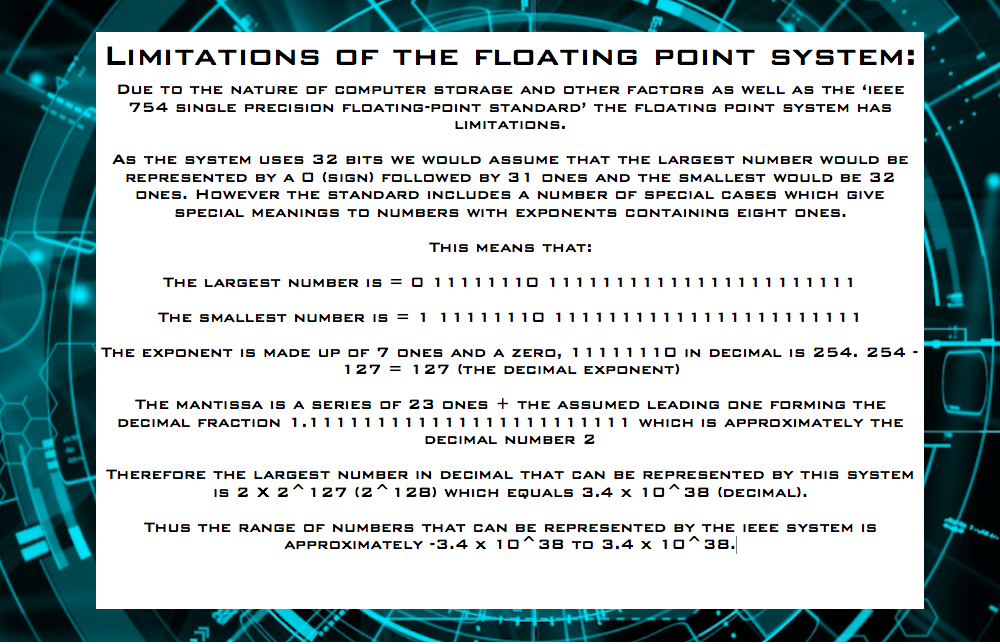 Limitations of the floating point system:
Due to the nature of computer storage and other factors as well as the ‘ieee
754 single precision floating-point standard’ the floating point system has
limitations.
As the system uses 32 bits we would assume that the largest number would be
represented by a 0 (sign) followed by 31 ones and the smallest would be 32
ones. However the standard includes a number of special cases which give
special meanings to numbers with exponents containing eight ones.
This means that:
The largest number is = 0 11111110 11111111111111111111111
The smallest number is = 1 11111110 11111111111111111111111
The exponent is made up of 7 ones and a zero, 11111110 in decimal is 254. 254 -
127 = 127 (the decimal exponent)
The mantissa is a series of 23 ones + the assumed leading one forming the
decimal fraction 1.11111111111111111111111 which is approximately the
decimal number 2
Therefore the largest number in decimal that can be represented by this system
is 2 x 2^127 (2^128) which equals 3.4 x 10^38 (decimal).
Thus the range of numbers that can be represented by the ieee system is
approximately -3.4 x 10^38 to 3.4 x 10^38.